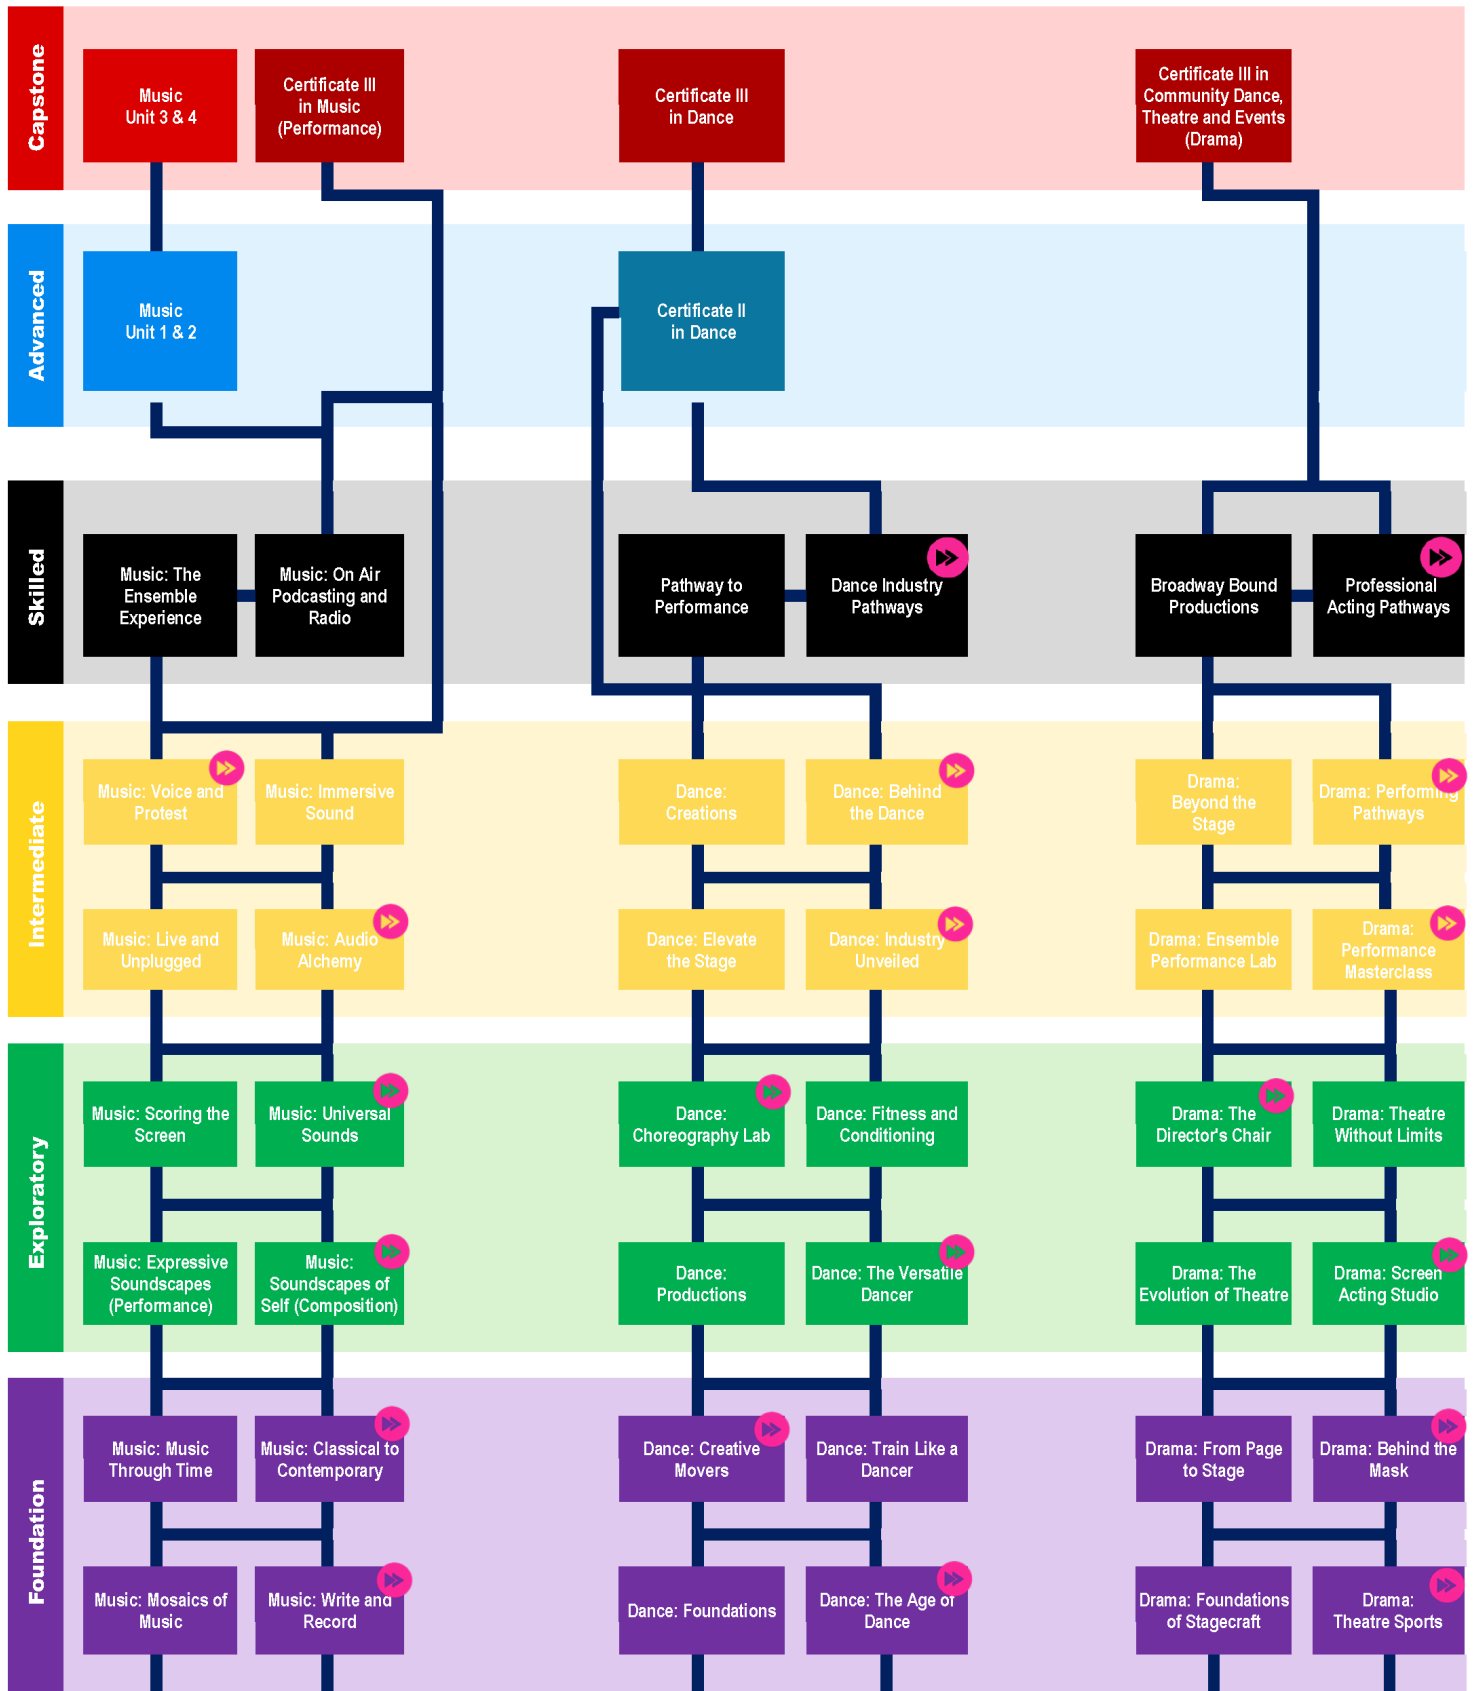 Capstone
Music
Unit 3 & 4
Certificate III
in Music
(Performance)
Certificate III
in Dance
Certificate III in
Community Dance,
Theatre and Events
(Drama)
Advanced
Music
Unit 1 & 2
Certificate II
in Dance
Skilled
Music: The
Ensemble
Experience
Music: On Air
Podcasting and
Radio
Pathway to
Performance
Dance Industry
Pathways
Broadway Bound
Productions
Professional
Acting Pathways
Intermediate
Music: Voice and
Protest
Music: Immersive
Sound
Dance:
Creations
Dance: Behind
the Dance
Drama:
Beyond the
Stage
Drama: Performing
Pathways
Music: Live and
Unplugged
Music: Audio
Alchemy
Dance: Elevate
the Stage
Dance: Industry
Unveiled
Drama: Ensemble
Performance Lab
Drama:
Performance
Masterclass
Exploratory
Music: Scoring the
Screen
Music: Universal
Sounds
Dance:
Choreography Lab
Dance: Fitness and
Conditioning
Drama: The
Director's Chair
Drama: Theatre
Without Limits
Music: Expressive
Soundscapes
(Performance)
Music:
Soundscapes of
Self (Composition)
Dance:
Productions
Dance: The Versatile
Dancer
Drama: The
Evolution of Theatre
Drama: Screen
Acting Studio
Foundation
Music: Music
Through Time
Music: Classical to
Contemporary
Dance: Creative
Movers
Dance: Train Like a
Dancer
Drama: From Page
to Stage
Drama: Behind the
Mask
Music: Mosaics of
Music
Music: Write and
Record
Dance: Foundations
Dance: The Age of
Dance
Drama: Foundations
of Stagecraft
Drama:
Theatre Sports